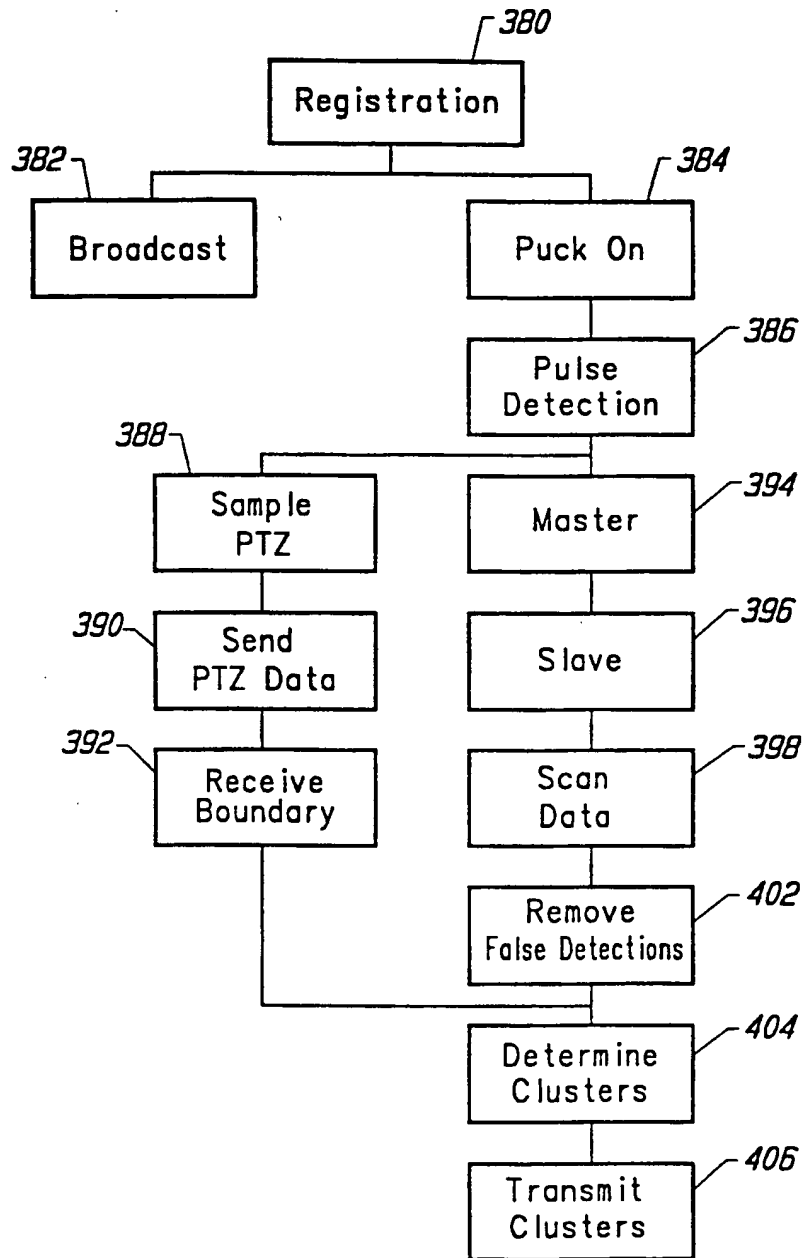 380
Registration
382
384
Broadcast
Puck On
386
Pulse
Detection
388
394
Sample
PTZ
Master
390
396
Send
PTZ Data
Slave
392
398
Receive
Boundary
Scan
Data
402
Remove
False Detections
404
Determine
Clusters
406
Transmit
Clusters